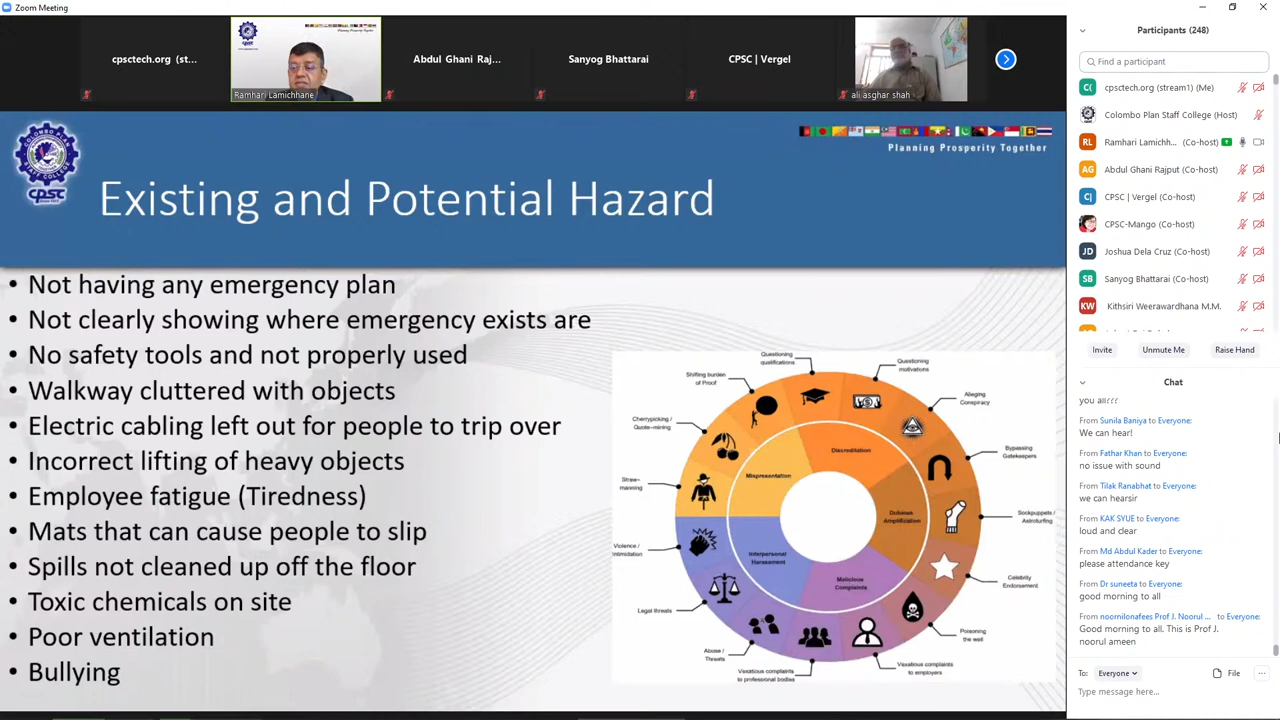 Zoom Meeting
cpsctech.org (st...
Ramhari Lamichhane
Abdul Ghani Raj...
Sanyog Bhattarai
CPSC | Vergel
ali asghar shah
CPSC
Planning Prosperity Together
Existing and Potential Hazard
• Not having any emergency plan
• Not clearly showing where emergency exists are
• No safety tools and not properly used
• Walkway cluttered with objects
• Electric cabling left out for people to trip over
• Incorrect lifting of heavy objects
• Employee fatigue (Tiredness)
• Mats that can cause people to slip
• Spills not cleaned up off the floor
• Toxic chemicals on site
• Poor ventilation
• Bullying
Questioning
qualifications
Questioning
motivations
Shifting burden
of Proof
Alleging
Conspiracy
Cherrypicking /
Quote-mining
Bypassing
Gatekeepers
Straw-
manning
Sockpuppets /
Astroturfing
Violence /
Intimidation
Celebrity
Endorsement
Legal threats
Poisoning
the well
Abuse /
Threats
Vexatious complaints
to professional bodies
Vexatious complaints
to employers
Discreditation
Mispresentation
Dubious
Amplification
Interpersonal
Harassment
Malicious
Complaints
Participants (248)
Find a participant
C( cpsctech.org (stream1) (Me)
Colombo Plan Staff College (Host)
RL Ramhari Lamichh... (Co-host)
AG Abdul Ghani Rajput (Co-host)
C| CPSC | Vergel (Co-host)
CPSC-Mango (Co-host)
JD Joshua Dela Cruz (Co-host)
SB Sanyog Bhattarai (Co-host)
KW Kithsiri Weerawardhana M.M.
Invite Unmute Me Raise Hand
Chat
you all???
From Sunila Baniya to Everyone:
We can hear!
From Fathar Khan to Everyone:
no issue with sound
From Tilak Ranabhat to Everyone:
we can hearsir
From KAK SYUE to Everyone:
loud and clear
From Md Abdul Kader to Everyone:
please attendance key
From Dr suneeta to Everyone:
good morning to all
From noornilonafees Prof J. Noorul ... to Everyone:
Good morning to all. This is Prof J.
noorul ameen
To: Everyone File ...
Type message here...